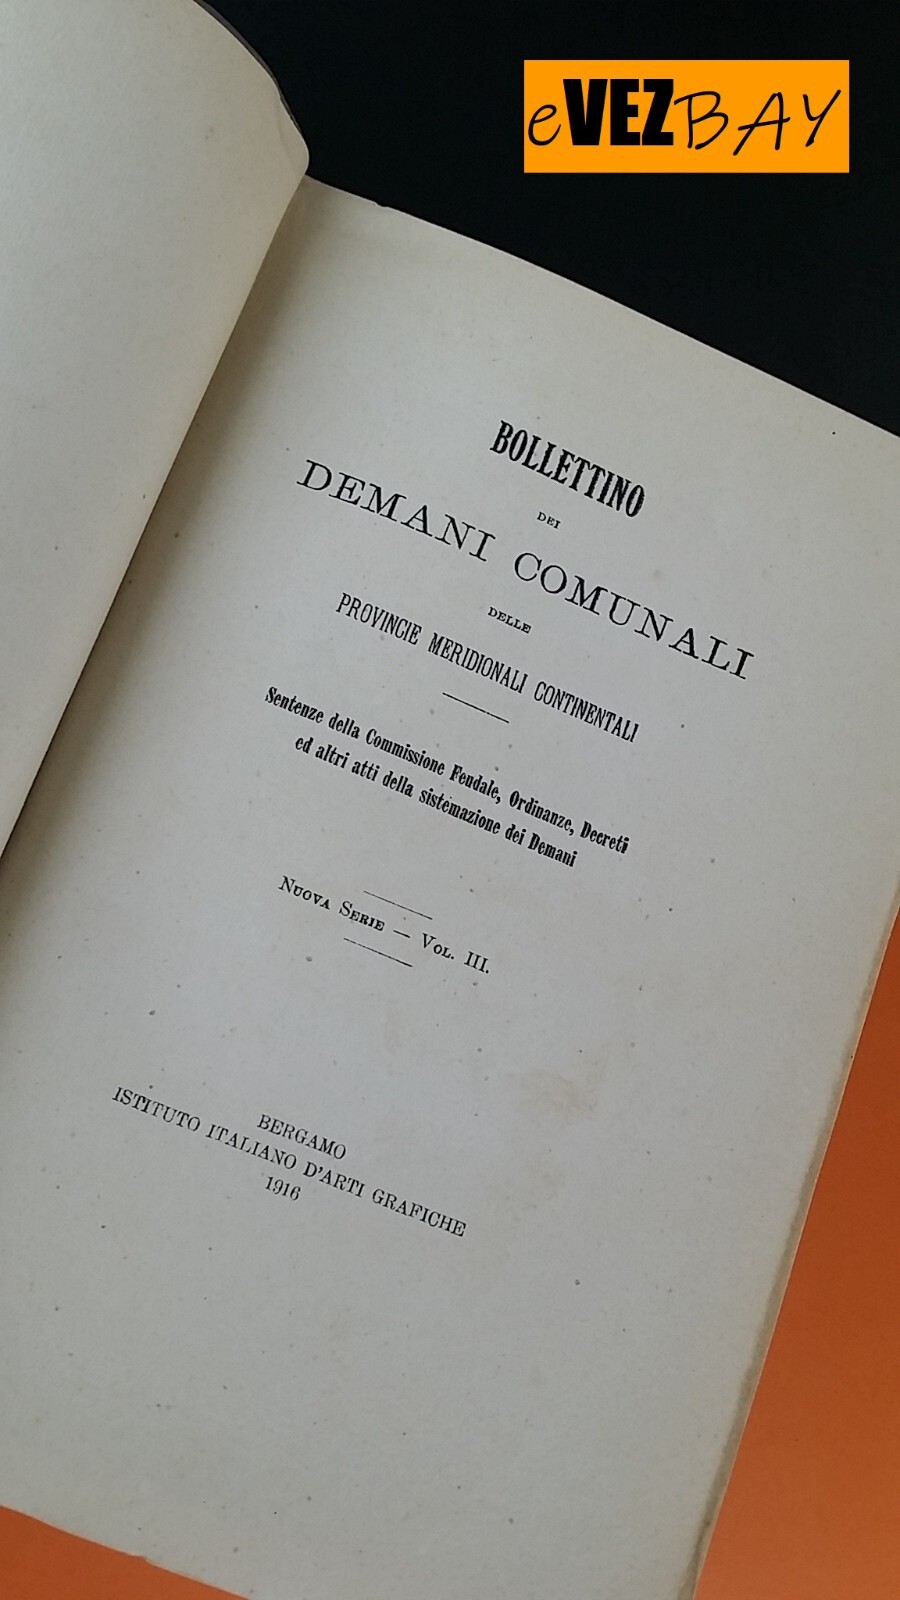 eVEZBAY
BOLLETTINO
DEI
DEMANI COMUNALI
DELLE
PROVINCIE MERIDIONALI CONTINENTALI
Sentenze della Commissione Feudale, Ordinanze, Decreti
ed altri atti della sistemazione dei Demani
NUOVA SERIE — VOL. III.
BERGAMO
ISTITUTO ITALIANO D'ARTI GRAFICHE
1916